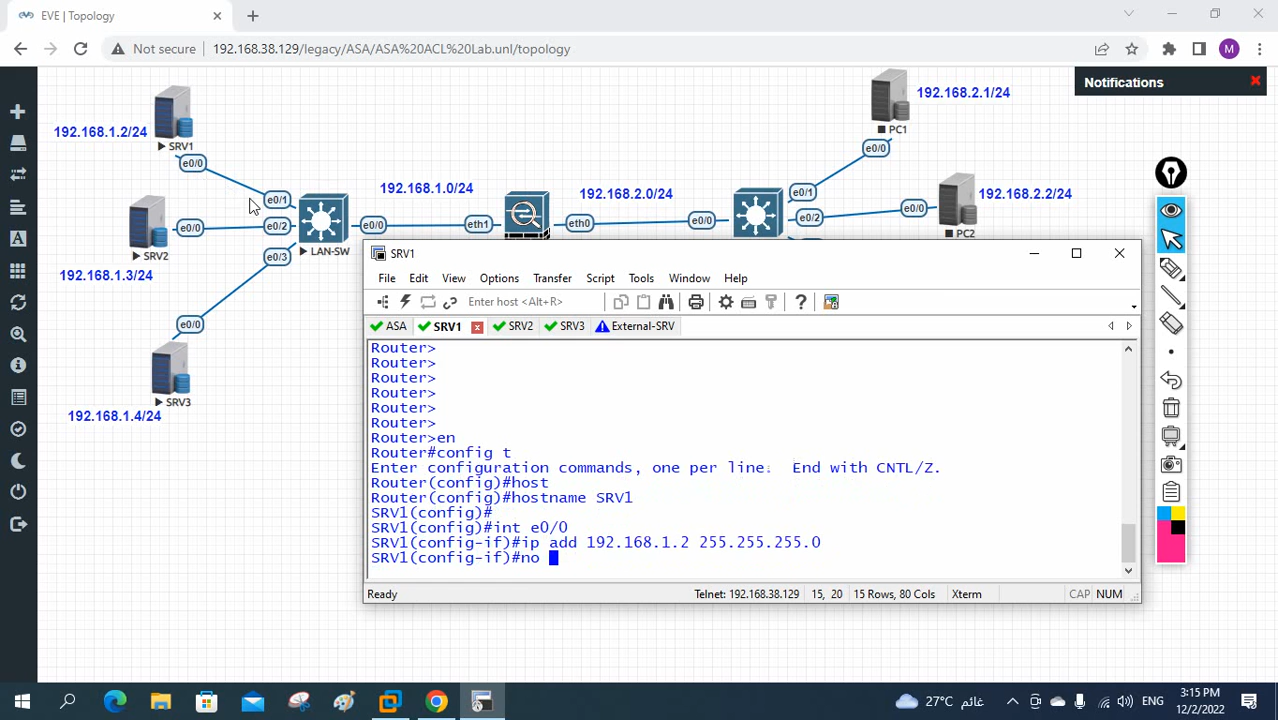 EVE | Topology
Not secure
192.168.38.129/legacy/ASA/ASA%20ACL%20Lab.unl/topology
M
Notifications
192.168.1.2/24
SRV1
e0/0
e0/1
192.168.1.0/24
192.168.2.0/24
192.168.2.1/24
PC1
e0/0
e0/1
SRV2
e0/0
e0/2
e0/3
LAN-SW
e0/0
eth1
eth0
e0/0
e0/2
e0/0
192.168.2.2/24
PC2
192.168.1.3/24
e0/0
SRV3
192.168.1.4/24
SRV1
File Edit View Options Transfer Script Tools Window Help
Enter host <Alt+R>
ASA SRV1 SRV2 SRV3 External-SRV
Router>
Router>
Router>
Router>
Router>
Router>
Router>en
Router#config t
Enter configuration commands, one per line.  End with CNTL/Z.
Router(config)#host
Router(config)#hostname SRV1
SRV1(config)#
SRV1(config)#int e0/0
SRV1(config-if)#ip add 192.168.1.2 255.255.255.0
SRV1(config-if)#no
Ready
Telnet: 192.168.38.129 15, 20 15 Rows, 80 Cols Xterm CAP NUM
27°C غائم
ENG
3:15 PM
12/2/2022